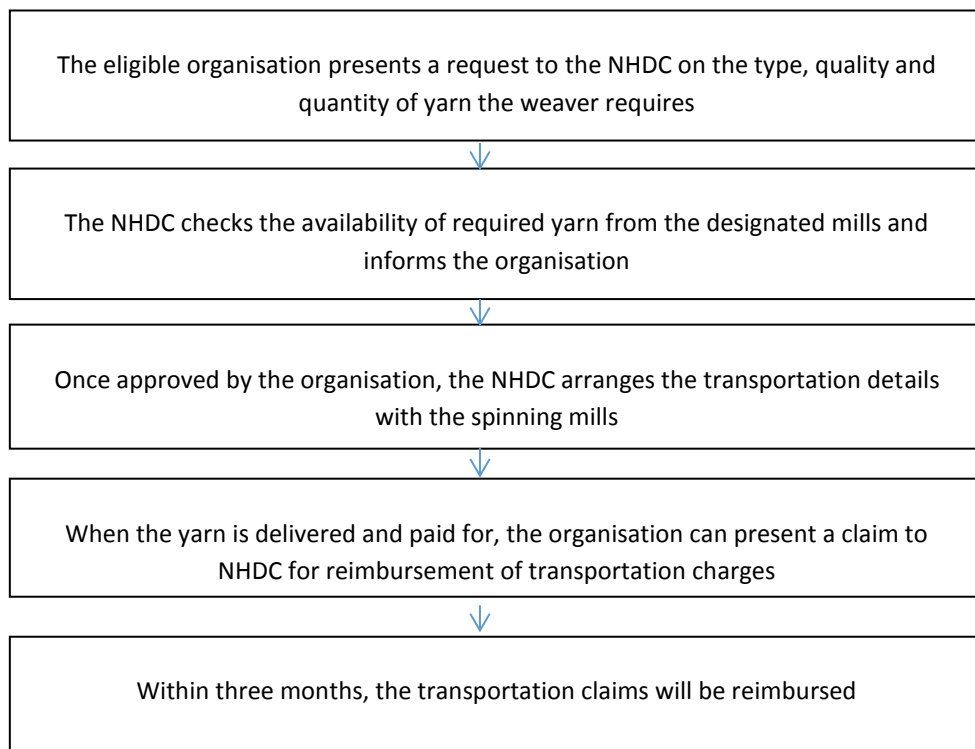 The eligible organisation presents a request to the NHDC on the type, quality and
quantity of yarn the weaver requires
The NHDC checks the availability of required yarn from the designated mills and
informs the organisation
Once approved by the organisation, the NHDC arranges the transportation details
with the spinning mills
When the yarn is delivered and paid for, the organisation can present a claim to
NHDC for reimbursement of transportation charges
Within three months, the transportation claims will be reimbursed